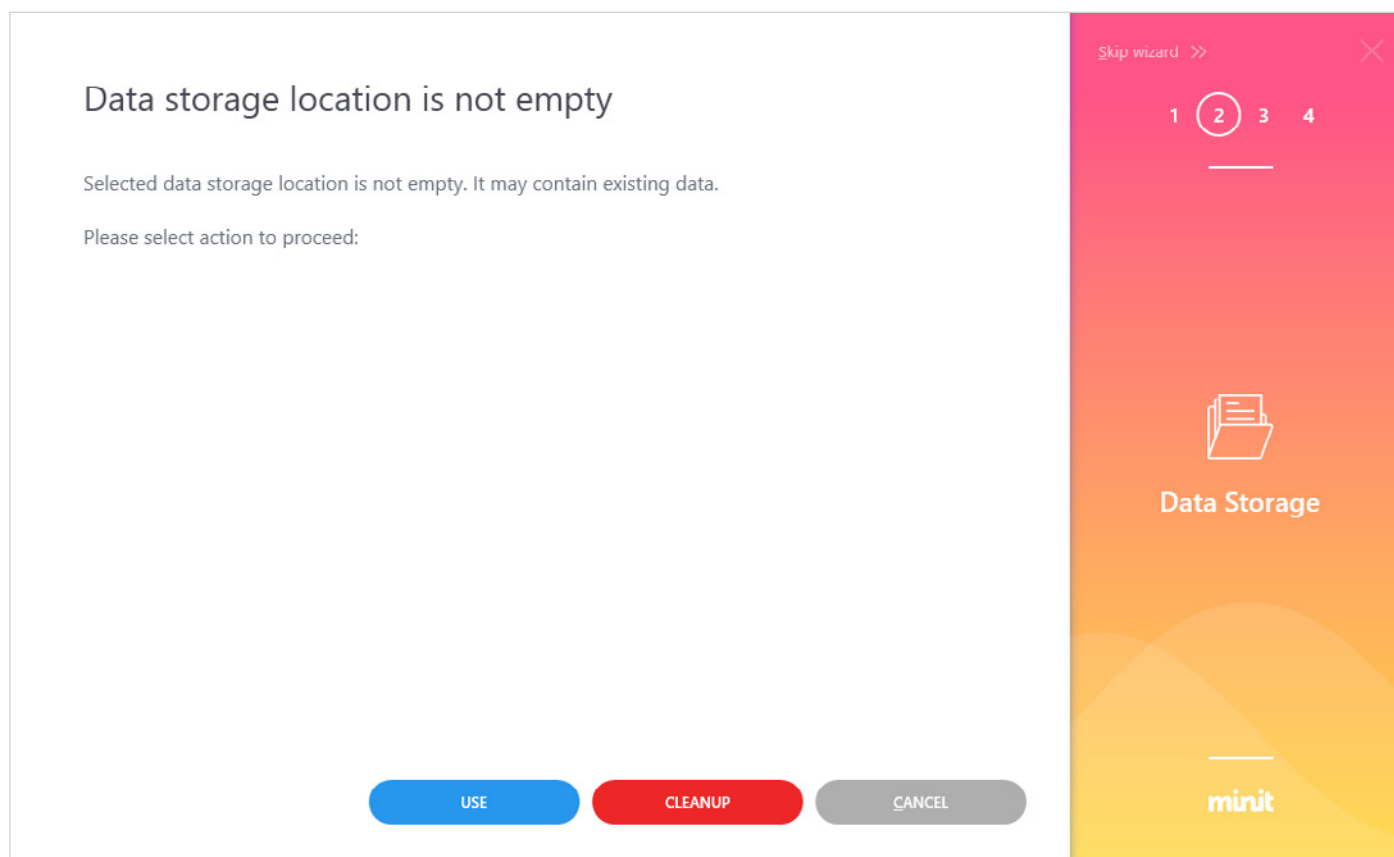 Data storage location is not empty
Selected data storage location is not empty. It may contain existing data.
Please select action to proceed:
USE
CLEANUP
CANCEL
Skip wizard >>
1 2 3 4
Data Storage
minit